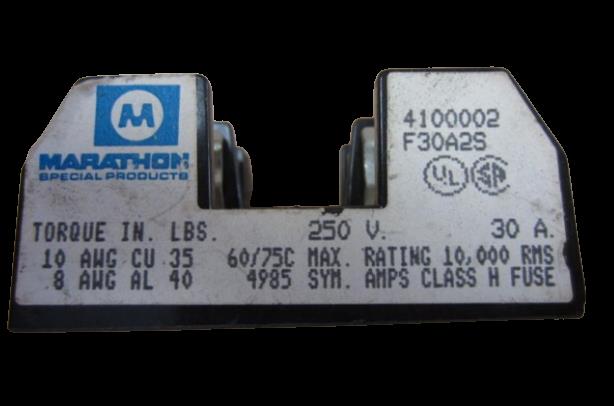 M
MARATHON
SPECIAL PRODUCTS
4100002
F30A2S
UL SA
TORQUE IN. LBS. 250 V. 30 A.
10 AWG CU 35 60/75C MAX. RATING 10,000 RMS
8 AWG AL 40 4985 SYM. AMPS CLASS H FUSE